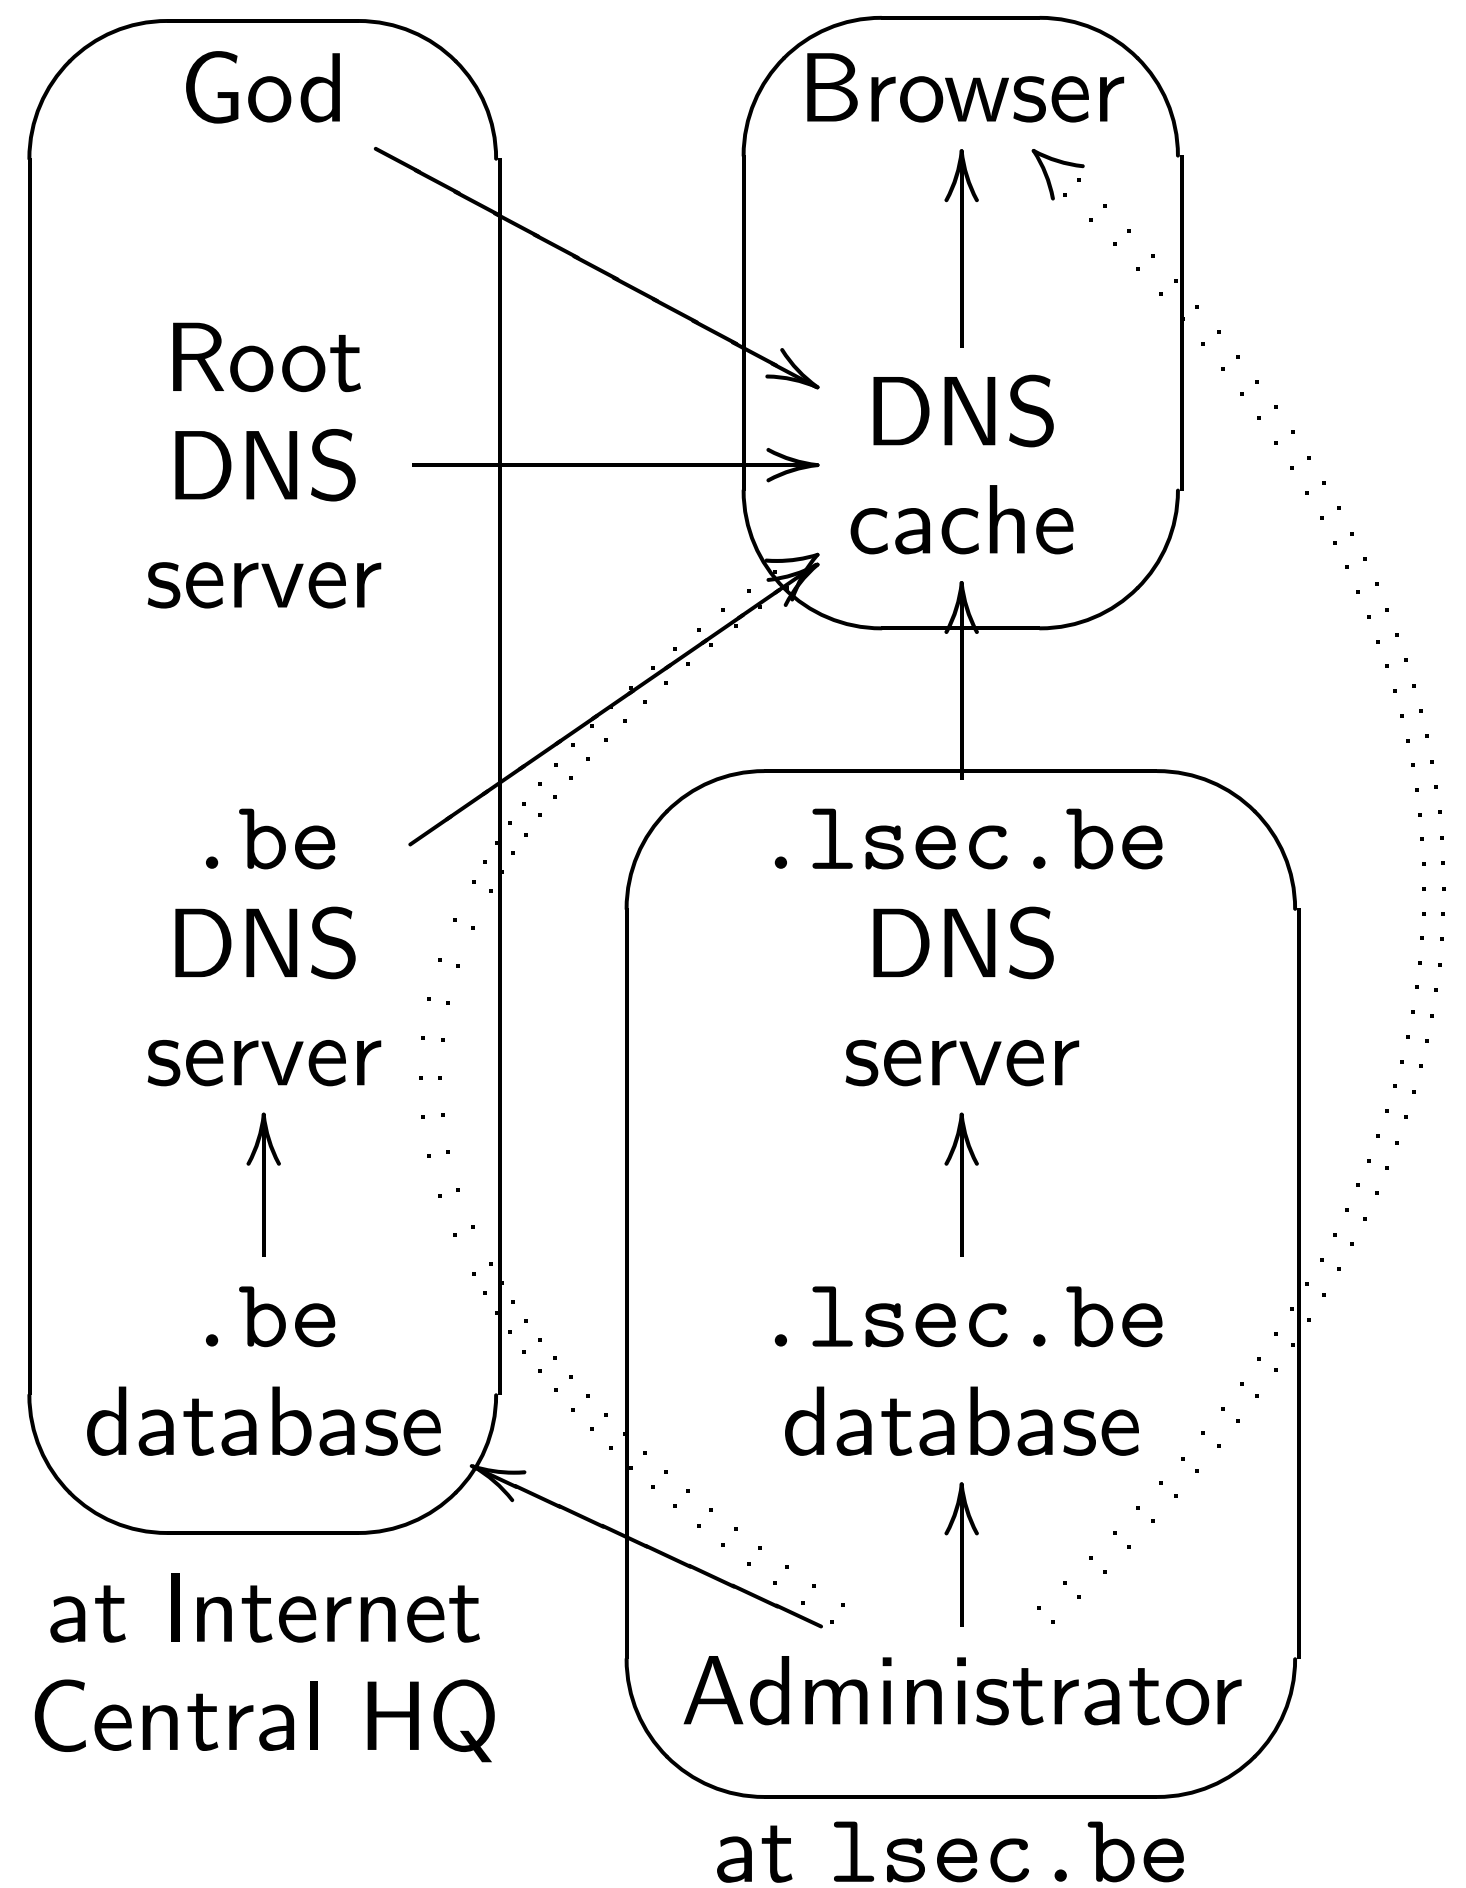 God
Root
DNS
server
.be
DNS
server
.be
database
at Internet
Central HQ
Browser
DNS
cache
.lsec.be
DNS
server
.lsec.be
database
Administrator
at lsec.be